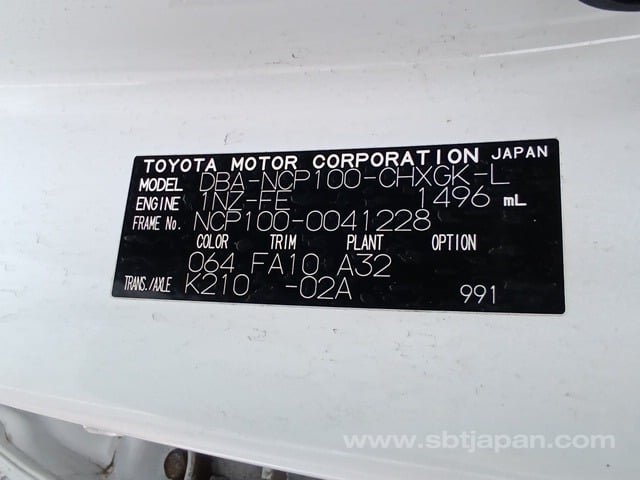 TOYOTA MOTOR CORPORATION JAPAN
MODEL DBA-NCP100-CHXGK-L
ENGINE 1NZ-FE 1496 mL
FRAME No. NCP100-0041228
COLOR TRIM PLANT OPTION
064 FA10 A32
TRANS./AXLE K210 -02A 991
www.sbtjapan.com